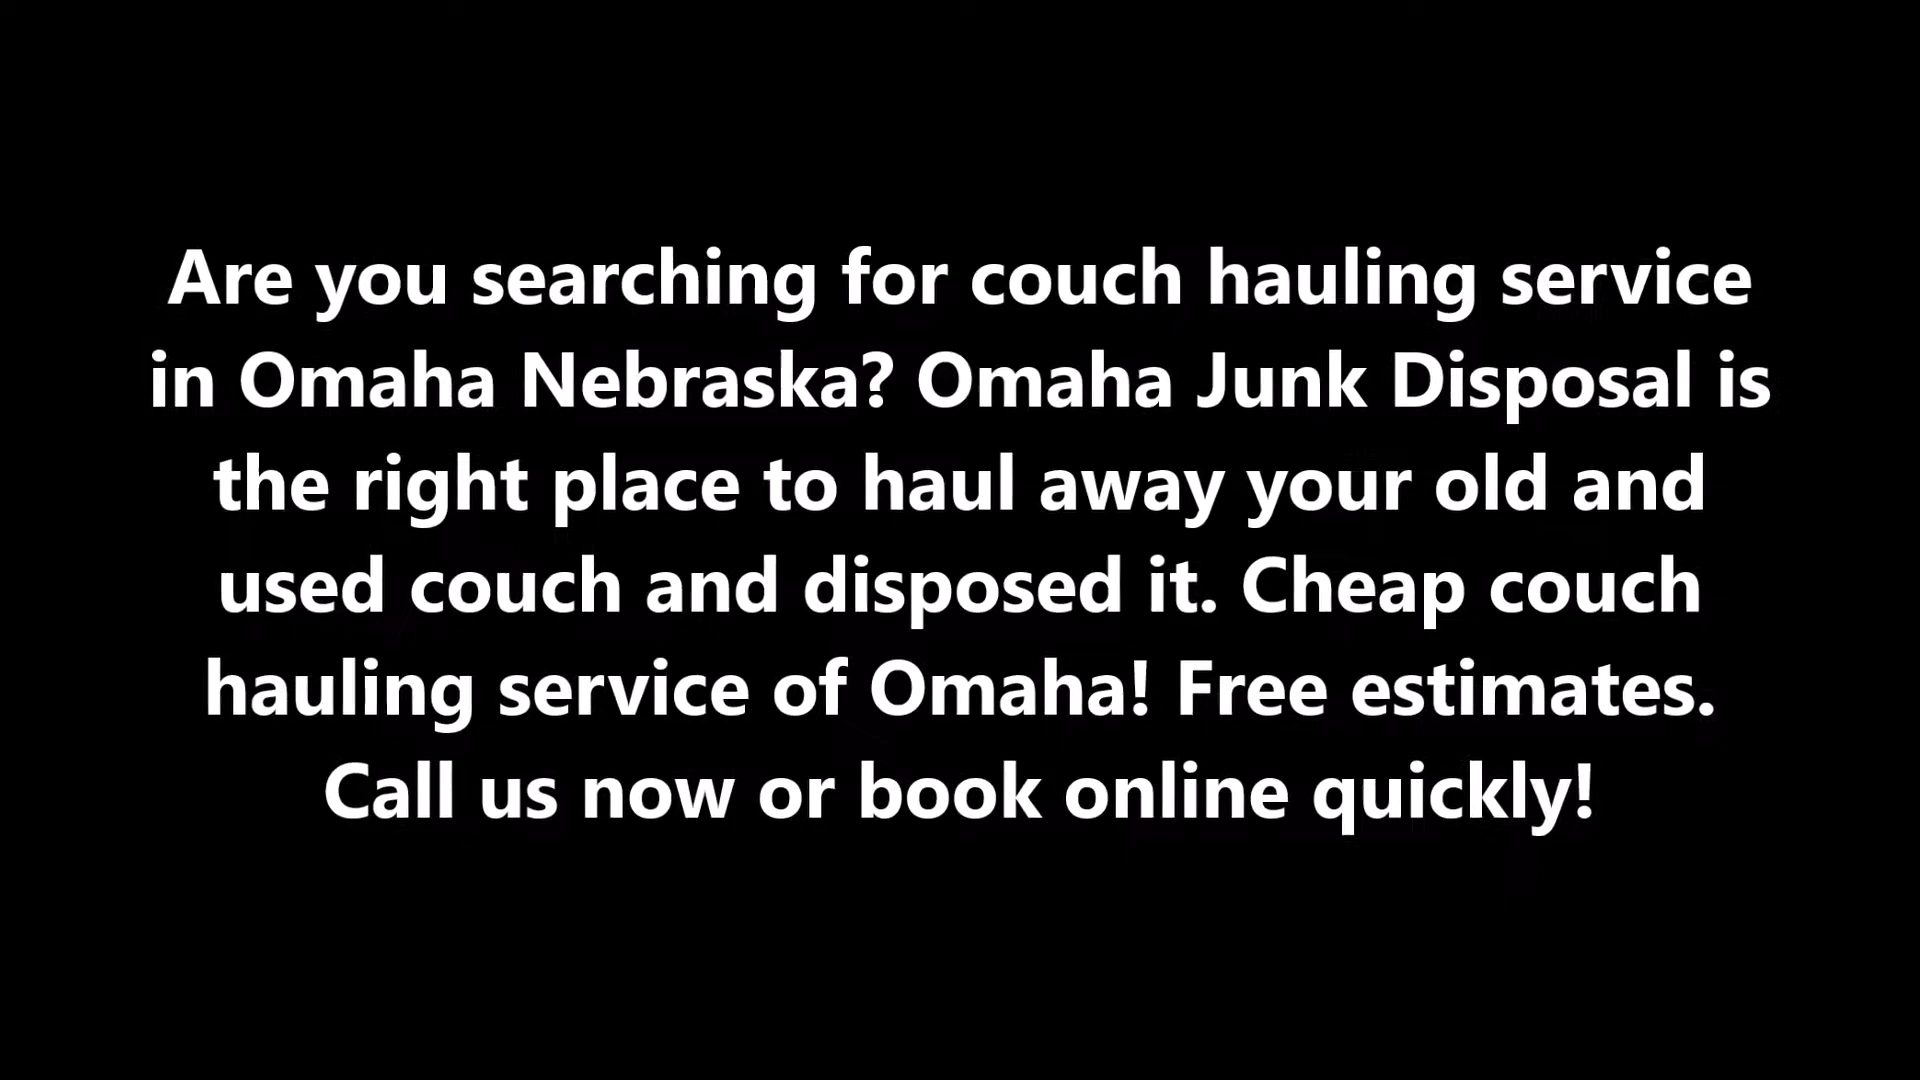 Are you searching for couch hauling service
in Omaha Nebraska? Omaha Junk Disposal is
the right place to haul away your old and
used couch and disposed it. Cheap couch
hauling service of Omaha! Free estimates.
Call us now or book online quickly!